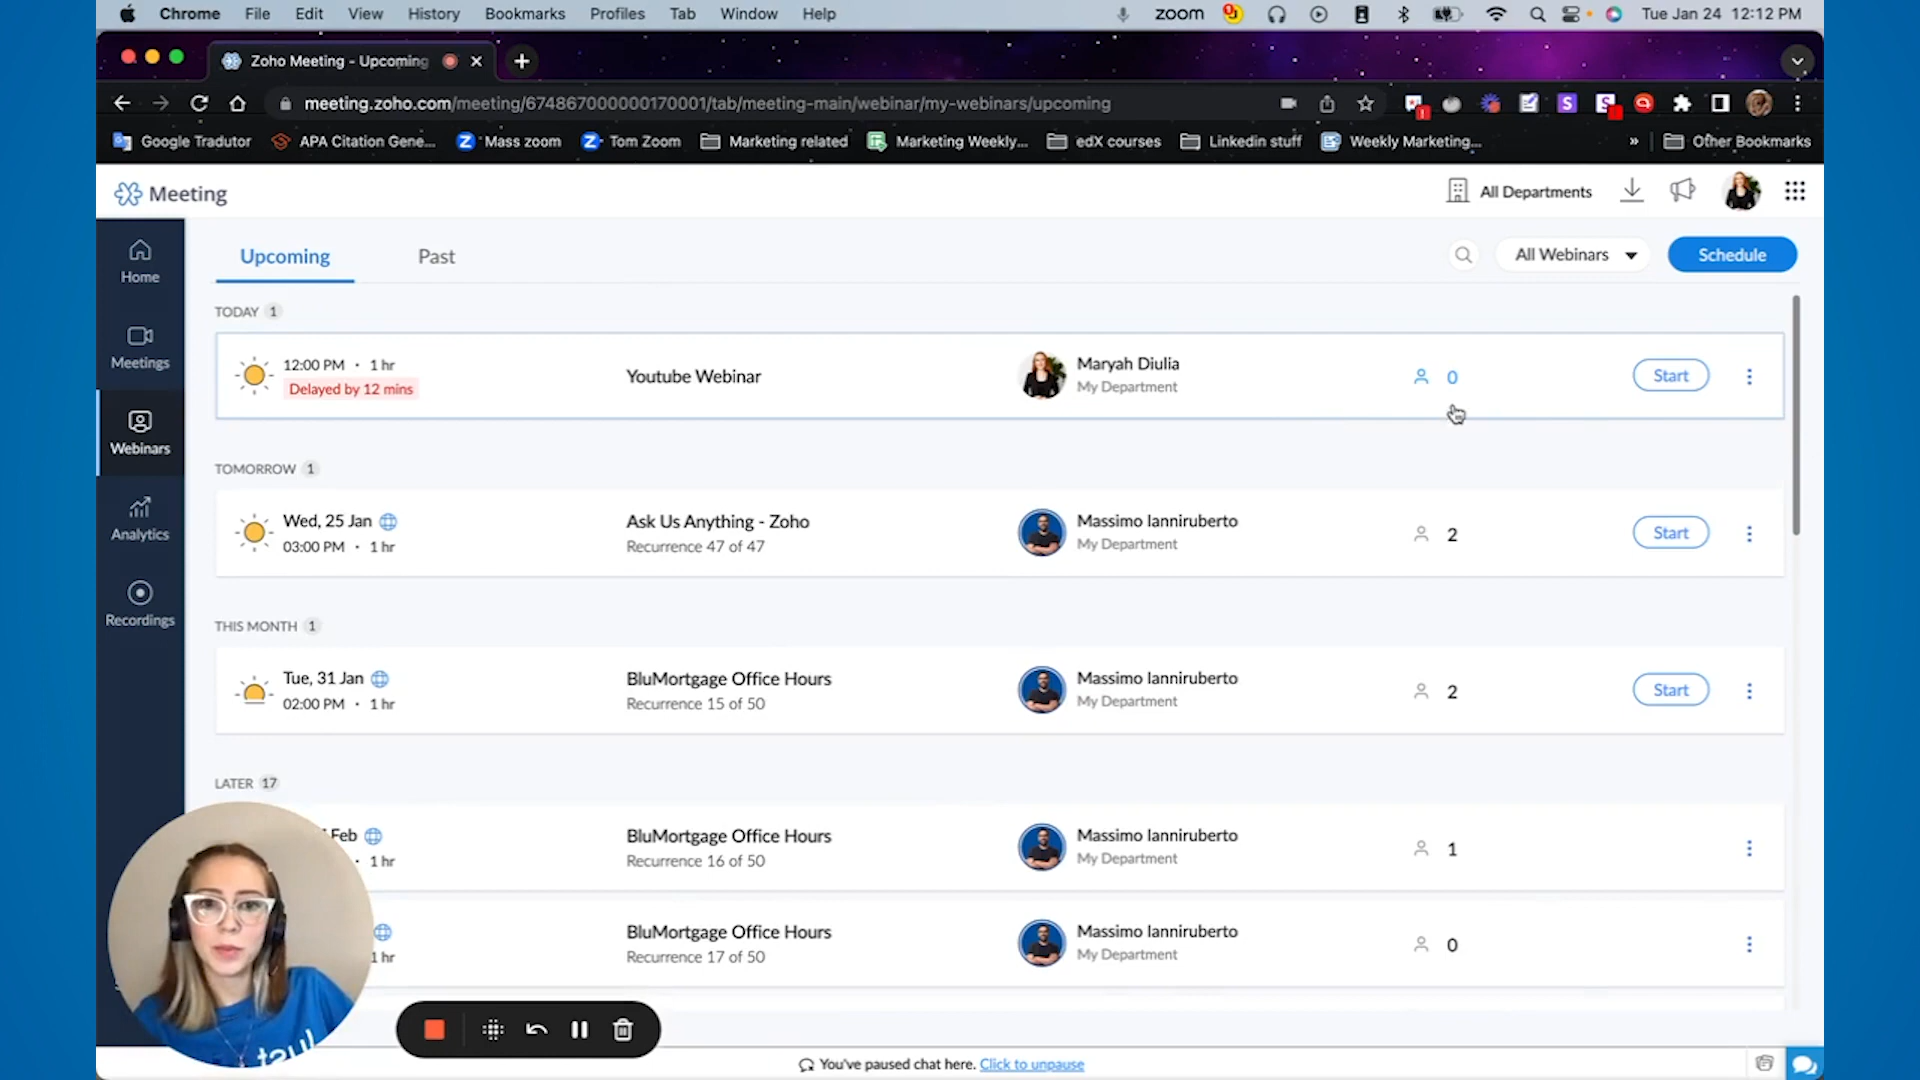 Chrome File Edit View History Bookmarks Profiles Tab Window Help zoom Tue Jan 24 12:12 PM
Zoho Meeting - Upcoming
meeting.zoho.com/meeting/674867000000170001/tab/meeting-main/webinar/my-webinars/upcoming
Google Tradutor APA Citation Gene... Mass zoom Tom Zoom Marketing related Marketing Weekly... edX courses Linkedin stuff Weekly Marketing... » Other Bookmarks
Meeting All Departments
Home
Meetings
Webinars
Analytics
Recordings
Upcoming Past All Webinars Schedule
TODAY 1
12:00 PM • 1 hr
Delayed by 12 mins
Youtube Webinar
Maryah Diulia
My Department
0
Start
TOMORROW 1
Wed, 25 Jan
03:00 PM • 1 hr
Ask Us Anything - Zoho
Recurrence 47 of 47
Massimo Ianniruberto
My Department
2
Start
THIS MONTH 1
Tue, 31 Jan
02:00 PM • 1 hr
BluMortgage Office Hours
Recurrence 15 of 50
Massimo Ianniruberto
My Department
2
Start
LATER 17
Feb
• 1 hr
BluMortgage Office Hours
Recurrence 16 of 50
Massimo Ianniruberto
My Department
1
1 hr
BluMortgage Office Hours
Recurrence 17 of 50
Massimo Ianniruberto
My Department
0
You've paused chat here. Click to unpause